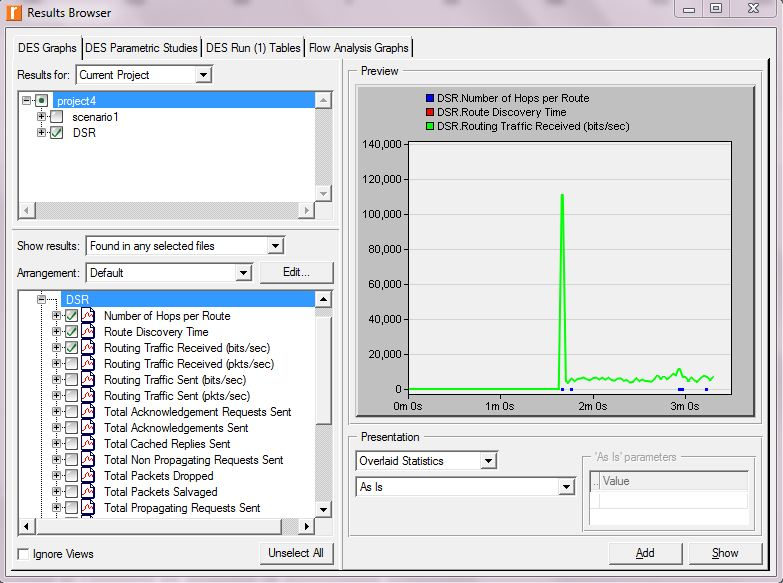 Results Browser
DES Graphs DES Parametric Studies DES Run (1) Tables Flow Analysis Graphs
Results for: Current Project
project4
scenario1
DSR
Show results: Found in any selected files
Arrangement: Default Edit...
DSR
Number of Hops per Route
Route Discovery Time
Routing Traffic Received (bits/sec)
Routing Traffic Received (pkts/sec)
Routing Traffic Sent (bits/sec)
Routing Traffic Sent (pkts/sec)
Total Acknowledgement Requests Sent
Total Acknowledgements Sent
Total Cached Replies Sent
Total Non Propagating Requests Sent
Total Packets Dropped
Total Packets Salvaged
Total Propagating Requests Sent
Ignore Views Unselect All
Preview
DSR.Number of Hops per Route
DSR.Route Discovery Time
DSR.Routing Traffic Received (bits/sec)
140,000
120,000
100,000
80,000
60,000
40,000
20,000
0
0m 0s 1m 0s 2m 0s 3m 0s
Presentation
Overlaid Statistics
As Is
'As Is' parameters
... Value
Add Show